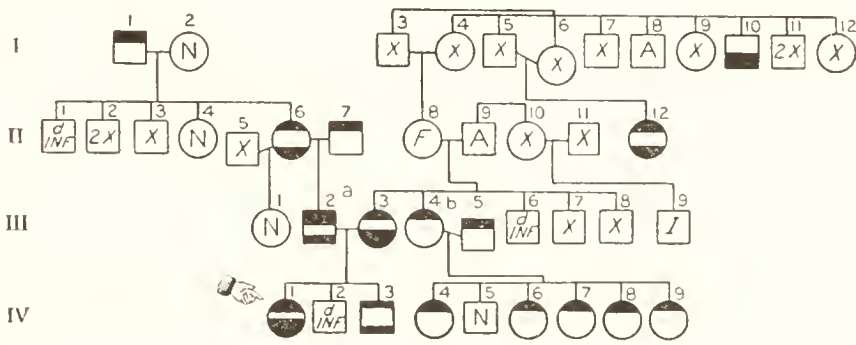 1 2 3 4 5 6 7 8 9 10 11 12
I N X X X X X A X 2X X
1 2 3 4 5 6 7 8 9 10 11 12
II d INF 2X X N X F A X X
1 2 a 3 4 b 5 6 7 8 9
III N d INF X X I
1 2 3 4 5 6 7 8 9
IV d INF N